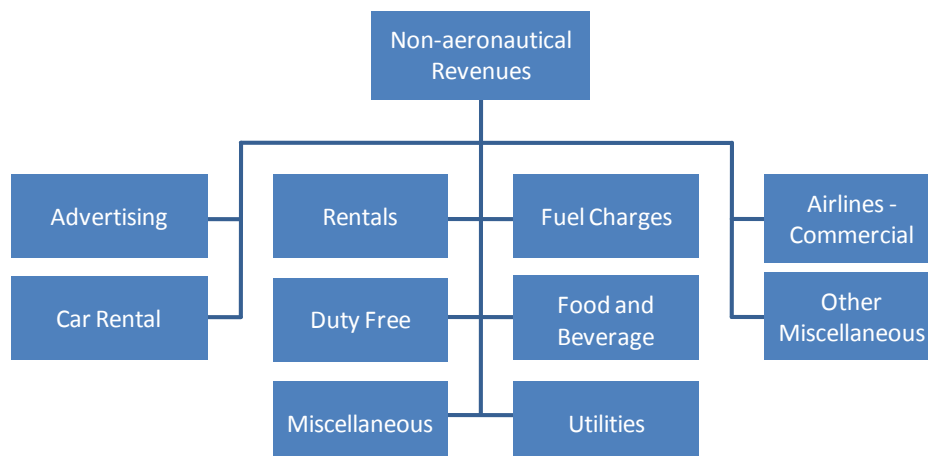 Non-aeronautical
Revenues
Advertising
Rentals
Fuel Charges
Airlines -
Commercial
Car Rental
Duty Free
Food and
Beverage
Other
Miscellaneous
Miscellaneous
Utilities